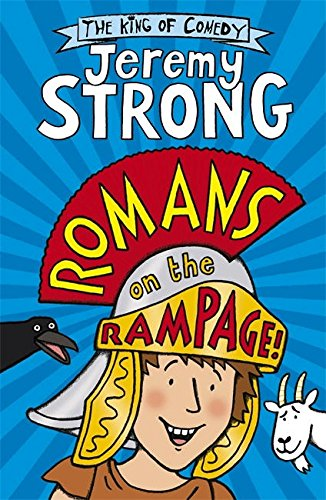 THE KiNG OF COMEDY
Jeremy
STRONG
ROMANS
on the
RAMPAGE!